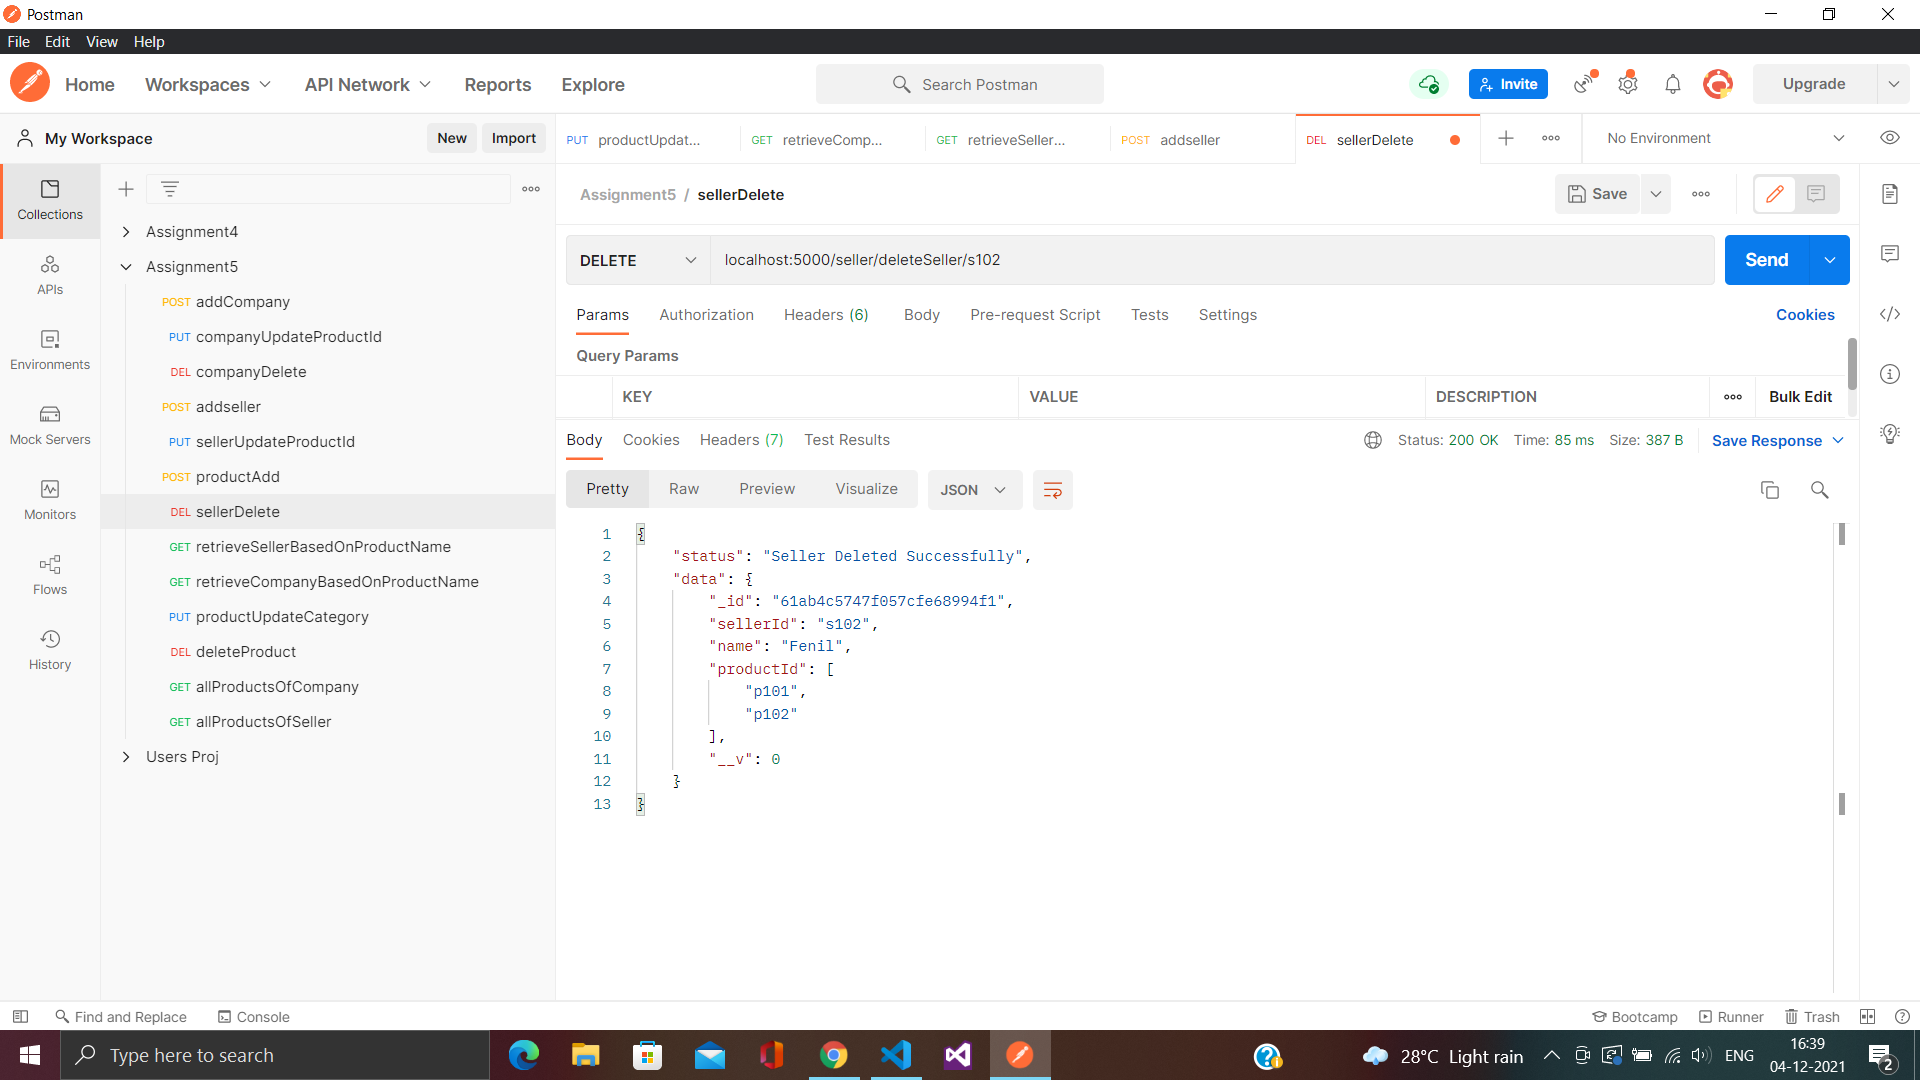 Postman
File Edit View Help
Home Workspaces API Network Reports Explore Search Postman Invite Upgrade
My Workspace New Import
PUT productUpdat... GET retrieveComp... GET retrieveSeller... POST addseller DEL sellerDelete No Environment
Assignment5 / sellerDelete Save
DELETE localhost:5000/seller/deleteSeller/s102 Send
Params Authorization Headers (6) Body Pre-request Script Tests Settings Cookies
Query Params
KEY VALUE DESCRIPTION Bulk Edit
Body Cookies Headers (7) Test Results Status: 200 OK Time: 85 ms Size: 387 B Save Response
Pretty Raw Preview Visualize JSON
1 {
2 "status": "Seller Deleted Successfully",
3 "data": {
4 "_id": "61ab4c5747f057cfe68994f1",
5 "sellerId": "s102",
6 "name": "Fenil",
7 "productId": [
8 "p101",
9 "p102"
10 ],
11 "__v": 0
12 }
13 }
Collections
APIs
Environments
Mock Servers
Monitors
Flows
History
Assignment4
Assignment5
POST addCompany
PUT companyUpdateProductId
DEL companyDelete
POST addseller
PUT sellerUpdateProductId
POST productAdd
DEL sellerDelete
GET retrieveSellerBasedOnProductName
GET retrieveCompanyBasedOnProductName
PUT productUpdateCategory
DEL deleteProduct
GET allProductsOfCompany
GET allProductsOfSeller
Users Proj
Find and Replace Console Bootcamp Runner Trash
Type here to search 28°C Light rain ENG 16:39
04-12-2021 2